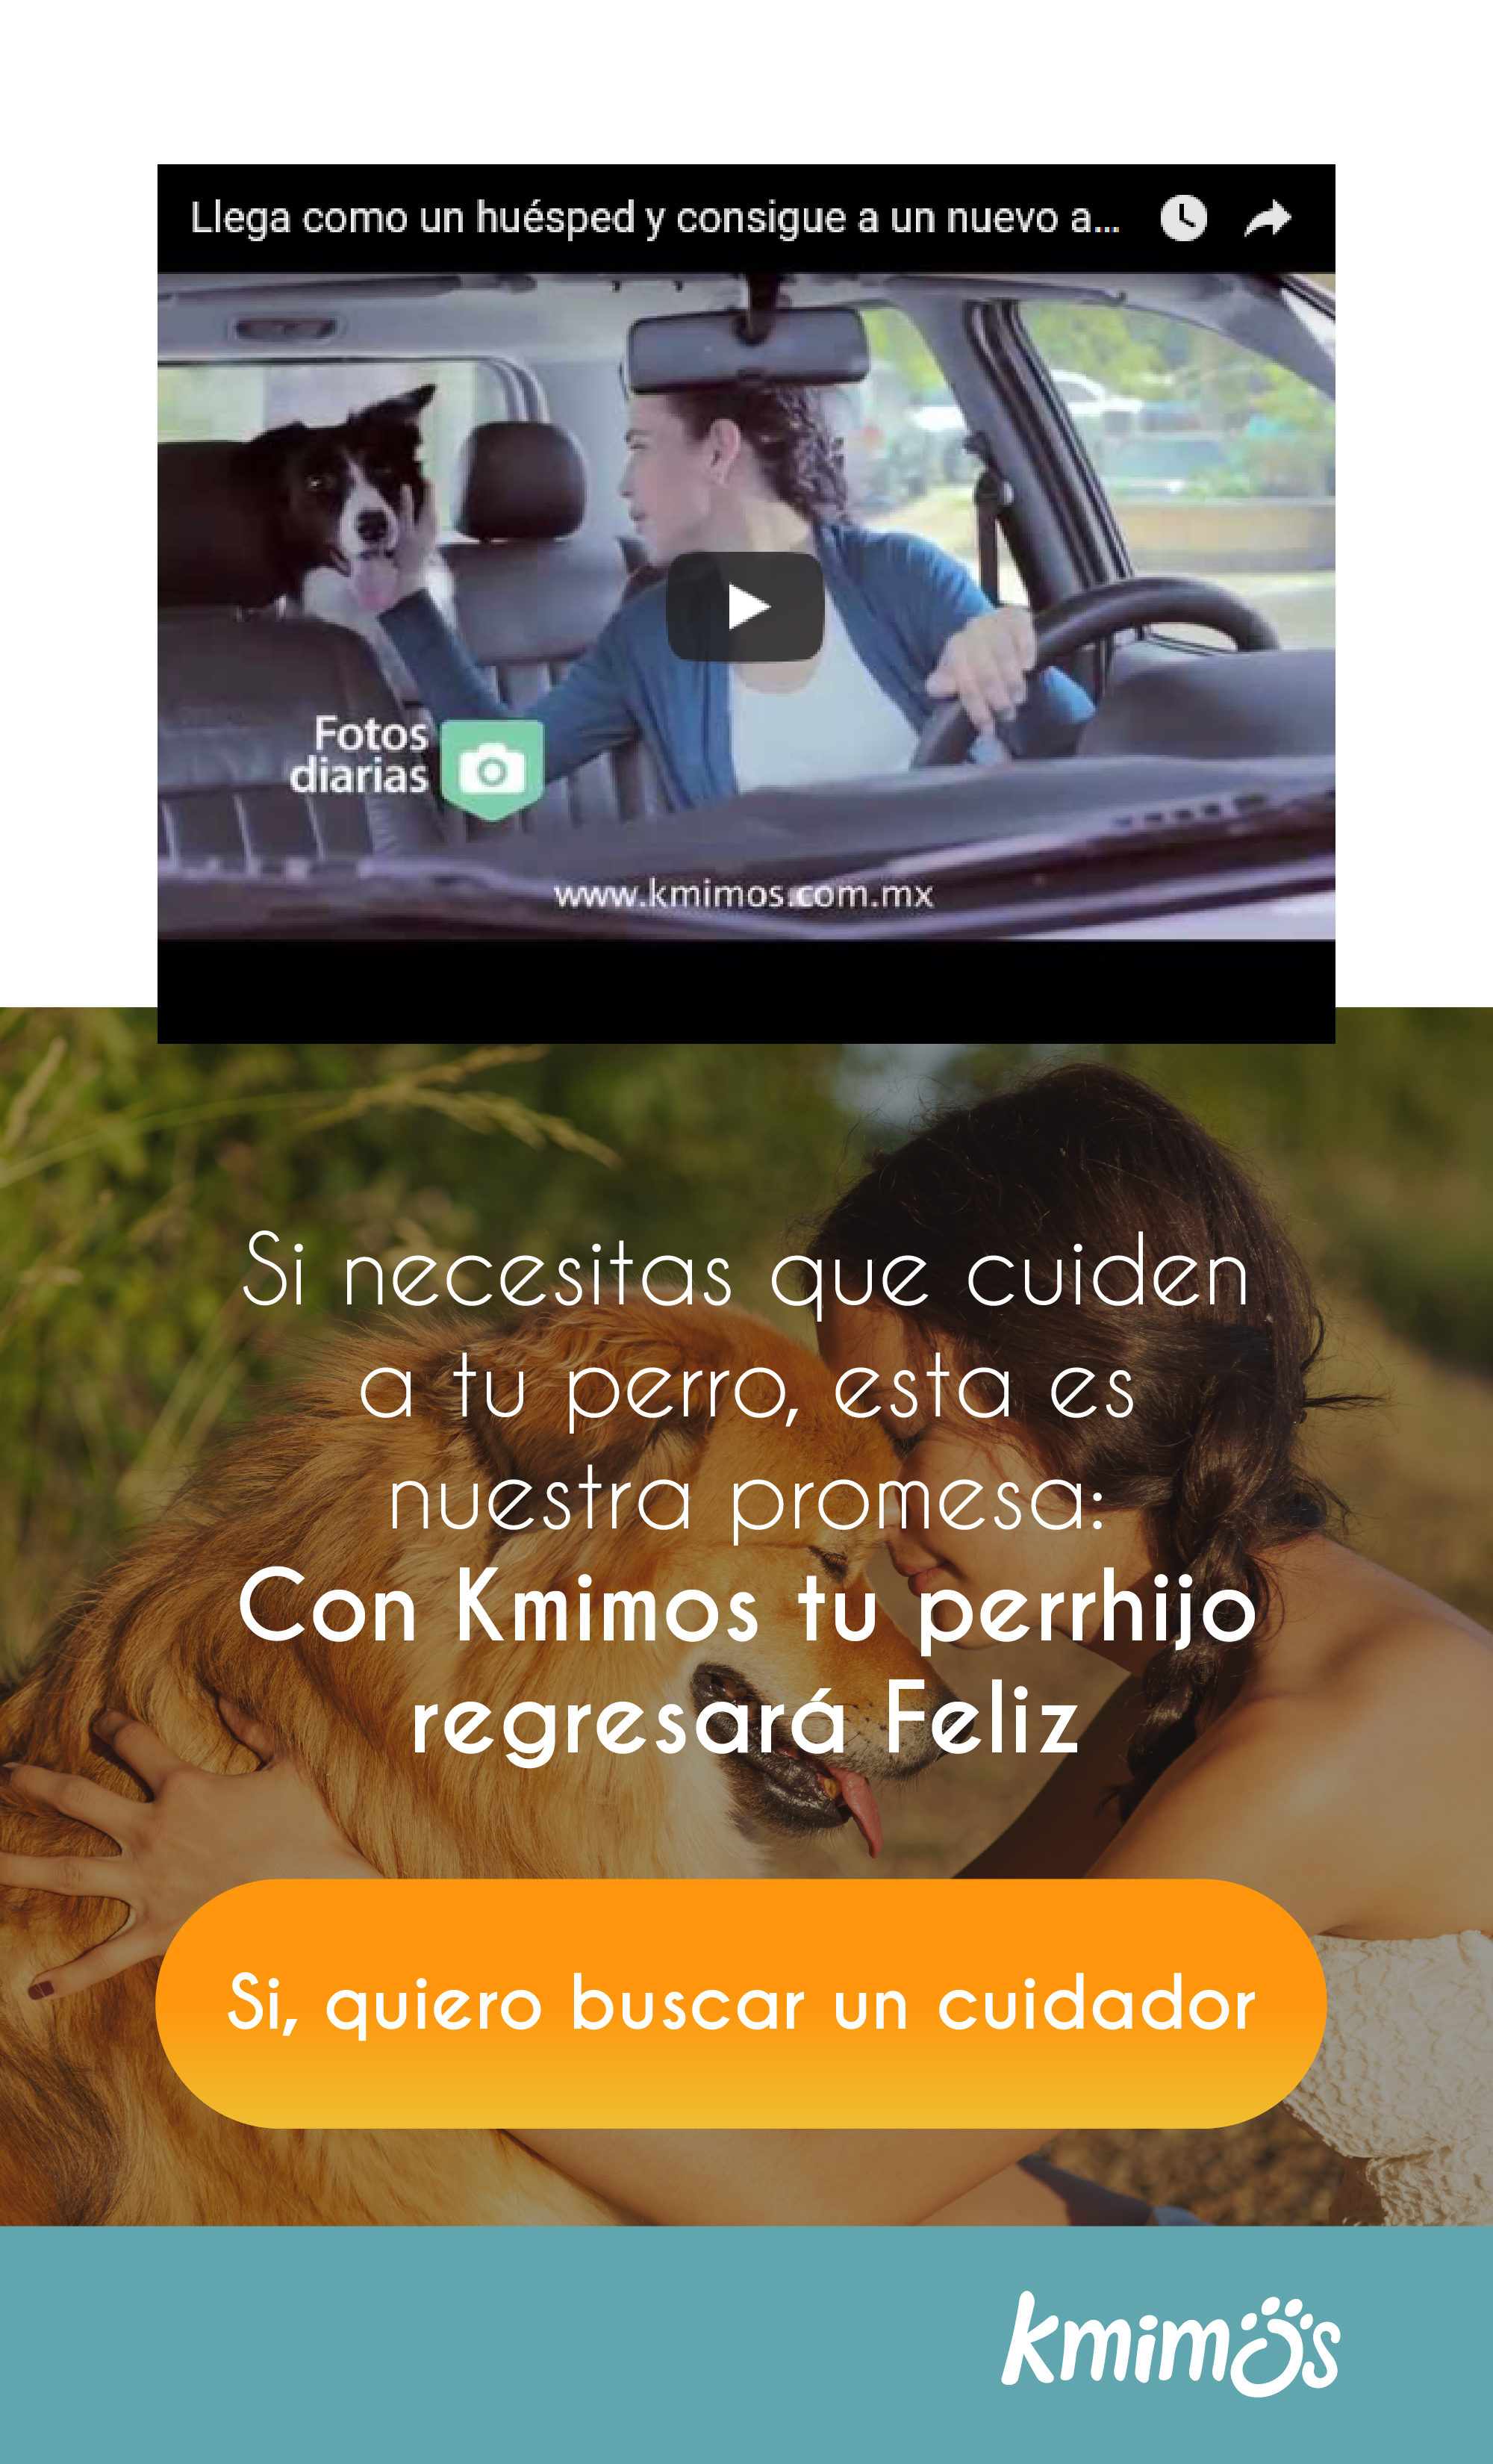 Llega como un huésped y consigue a un nuevo a...
Fotos
diarias
www.kmimos.com.mx
Si necesitas que cuiden
a tu perro, esta es
nuestra promesa:
Con Kmimos tu perrhijo
regresará Feliz
Si, quiero buscar un cuidador
kmimos